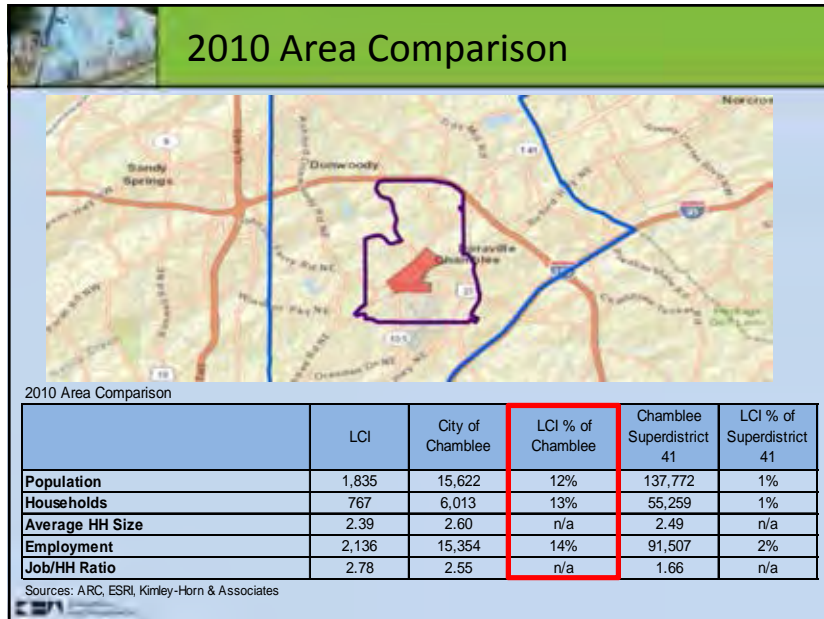 2010 Area Comparison
Norcros
Sandy
Springs
Dunwoody
141
Chamblee
2010 Area Comparison
LCI | City of Chamblee | LCI % of Chamblee | Chamblee Superdistrict 41 | LCI % of Superdistrict 41
Population | 1,835 | 15,622 | 12% | 137,772 | 1%
Households | 767 | 6,013 | 13% | 55,259 | 1%
Average HH Size | 2.39 | 2.60 | n/a | 2.49 | n/a
Employment | 2,136 | 15,354 | 14% | 91,507 | 2%
Job/HH Ratio | 2.78 | 2.55 | n/a | 1.66 | n/a
Sources: ARC, ESRI, Kimley-Horn & Associates